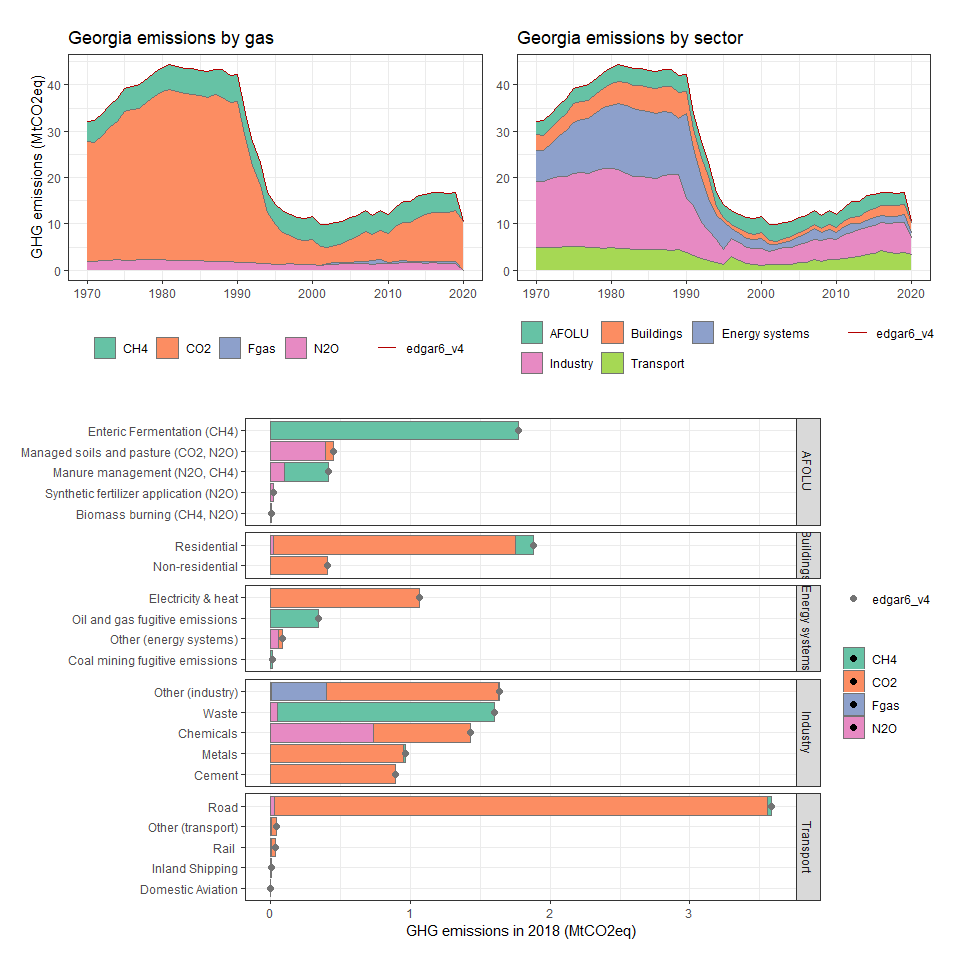 Georgia emissions by gas
GHG emissions (MtCO2eq)
40
30
20
10
0
1970 1980 1990 2000 2010 2020
CH4 CO2 Fgas N2O edgar6_v4
Georgia emissions by sector
40
30
20
10
0
1970 1980 1990 2000 2010 2020
AFOLU Buildings Energy systems edgar6_v4
Industry Transport
Enteric Fermentation (CH4)
Managed soils and pasture (CO2, N2O)
Manure management (N2O, CH4)
Synthetic fertilizer application (N2O)
Biomass burning (CH4, N2O)
AFOLU
Residential
Non-residential
Buildings
Electricity & heat
Oil and gas fugitive emissions
Other (energy systems)
Coal mining fugitive emissions
Energy systems
Other (industry)
Waste
Chemicals
Metals
Cement
Industry
Road
Other (transport)
Rail
Inland Shipping
Domestic Aviation
Transport
0 1 2 3
GHG emissions in 2018 (MtCO2eq)
edgar6_v4
CH4
CO2
Fgas
N2O